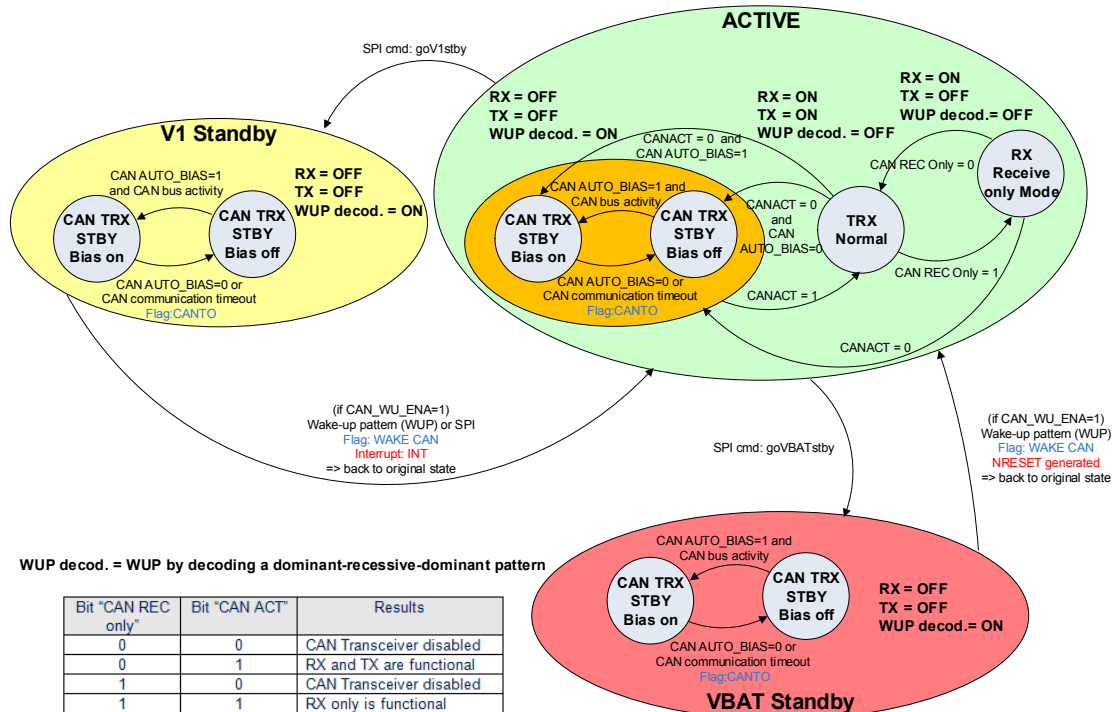 ACTIVE
SPI cmd: goV1stby
RX = OFF
TX = OFF
WUP decod. = ON
RX = ON
TX = ON
WUP decod. = OFF
RX = ON
TX = OFF
WUP decod.= OFF
CANACT = 0 and
CAN AUTO_BIAS=1
CAN REC Only = 0
RX
Receive
only Mode
CAN AUTO_BIAS=1 and
CAN bus activity
CAN TRX
STBY
Bias on
CAN TRX
STBY
Bias off
CANACT = 0
and
CAN
AUTO_BIAS=0
TRX
Normal
CAN REC Only = 1
CAN AUTO_BIAS=0 or
CAN communication timeout
Flag:CANTO
CANACT = 1
CANACT = 0
V1 Standby
CAN AUTO_BIAS=1
and CAN bus activity
RX = OFF
TX = OFF
WUP decod. = ON
CAN TRX
STBY
Bias on
CAN TRX
STBY
Bias off
CAN AUTO_BIAS=0 or
CAN communication timeout
Flag:CANTO
(if CAN_WU_ENA=1)
Wake-up pattern (WUP) or SPI
Flag: WAKE CAN
Interrupt: INT
=> back to original state
SPI cmd: goVBATstby
(if CAN_WU_ENA=1)
Wake-up pattern (WUP)
Flag: WAKE CAN
NRESET generated
=> back to original state
CAN AUTO_BIAS=1 and
CAN bus activity
CAN TRX
STBY
Bias on
CAN TRX
STBY
Bias off
RX = OFF
TX = OFF
WUP decod.= ON
CAN AUTO_BIAS=0 or
CAN communication timeout
Flag:CANTO
VBAT Standby
WUP decod. = WUP by decoding a dominant-recessive-dominant pattern
Bit “CAN REC only” Bit “CAN ACT” Results
0 0 CAN Transceiver disabled
0 1 RX and TX are functional
1 0 CAN Transceiver disabled
1 1 RX only is functional